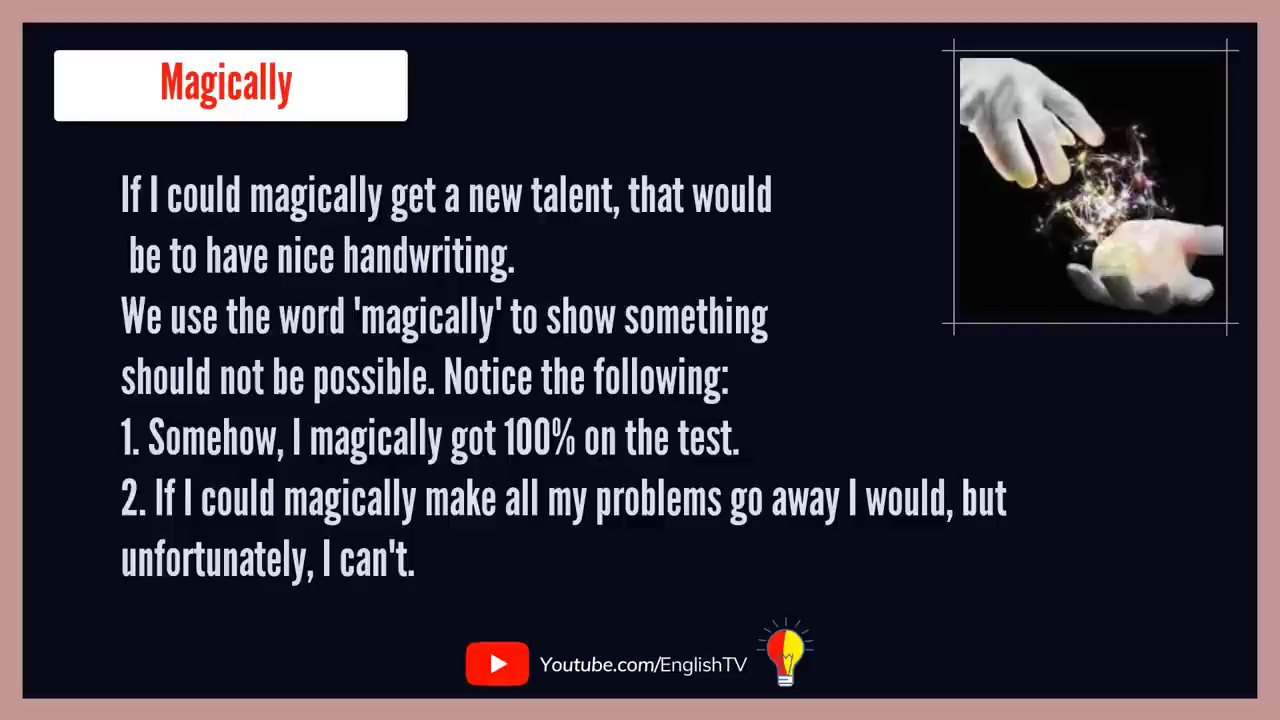 Magically
If I could magically get a new talent, that would
be to have nice handwriting.
We use the word 'magically' to show something
should not be possible. Notice the following:
1. Somehow, I magically got 100% on the test.
2. If I could magically make all my problems go away I would, but
unfortunately, I can't.
Youtube.com/EnglishTV